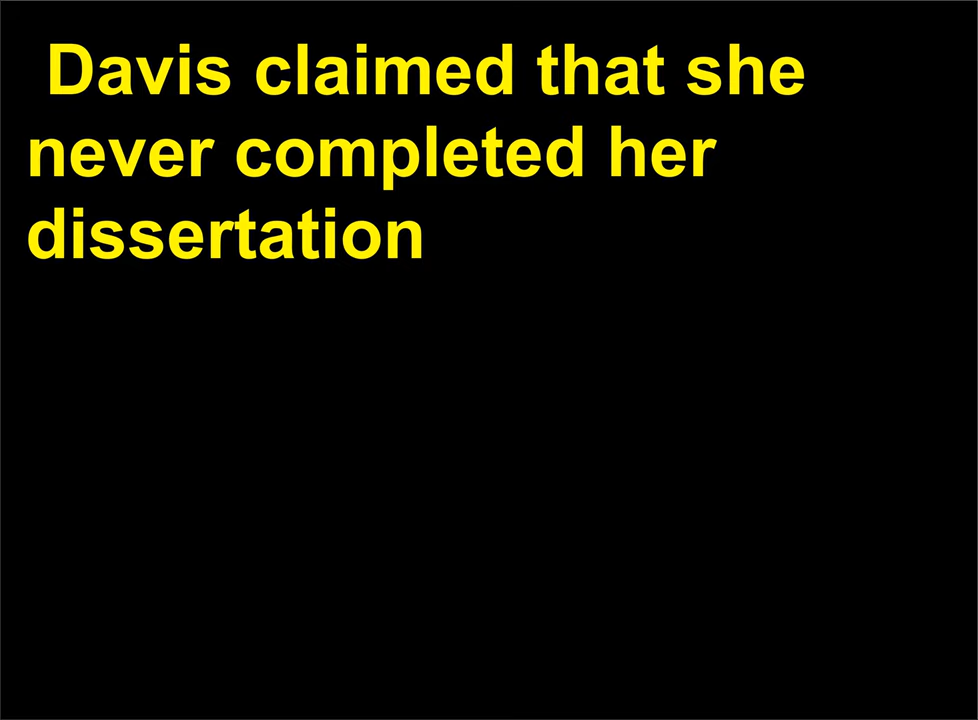 Davis claimed that she
never completed her
dissertation